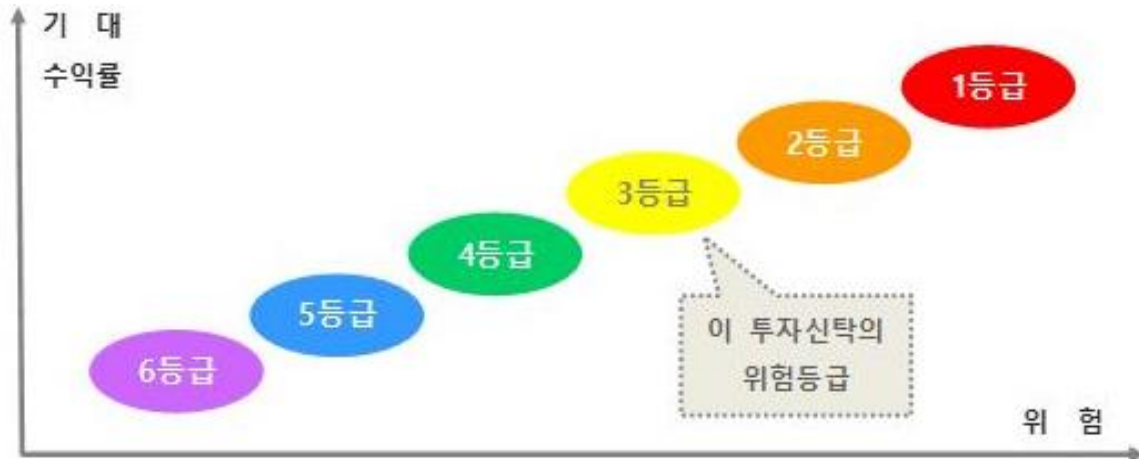 기 대
수익률
1등급
2등급
3등급
4등급
5등급
6등급
이 투자신탁의
위험등급
위 험